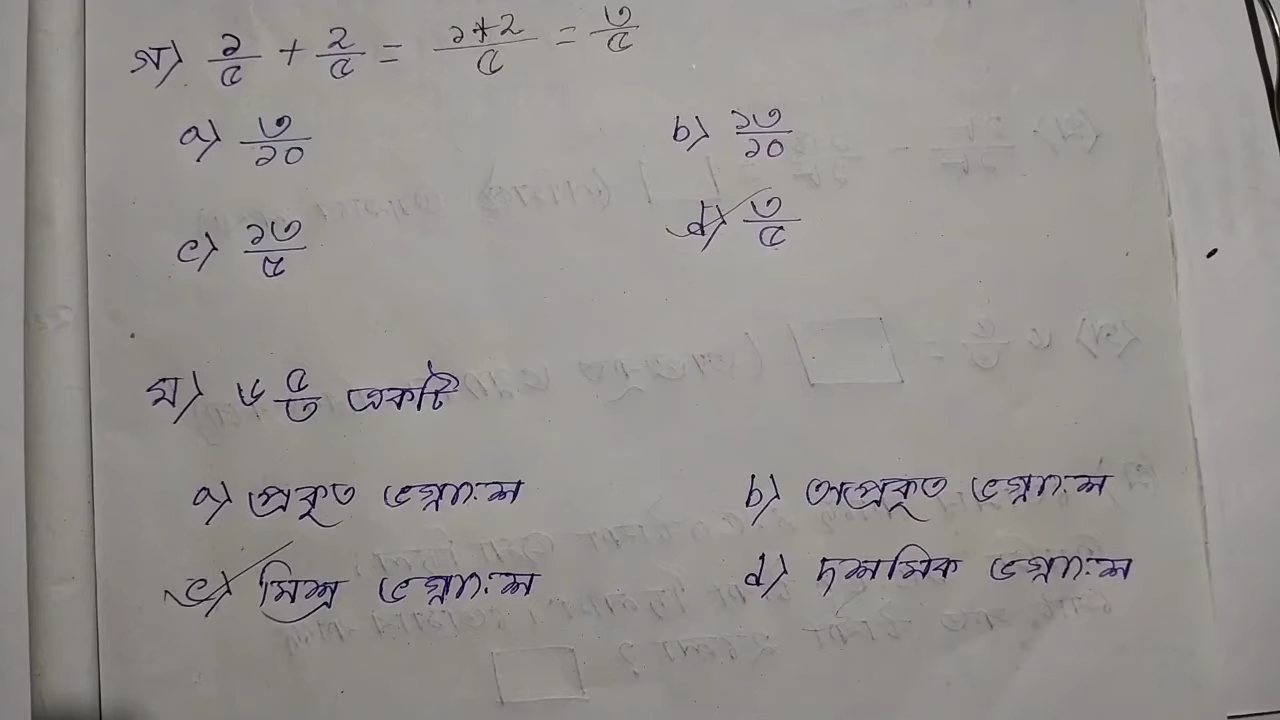 গ) ১/৫ + ২/৫ = ১+২/৫ = ৩/৫
a) ৩/১০ b) ১৩/১০
c) ১৩/৫ d) ৩/৫
ঘ) ৬ ৫/৩ একটি
a) প্রকৃত ভগ্নাংশ b) অপ্রকৃত ভগ্নাংশ
c) মিশ্র ভগ্নাংশ d) দশমিক ভগ্নাংশ